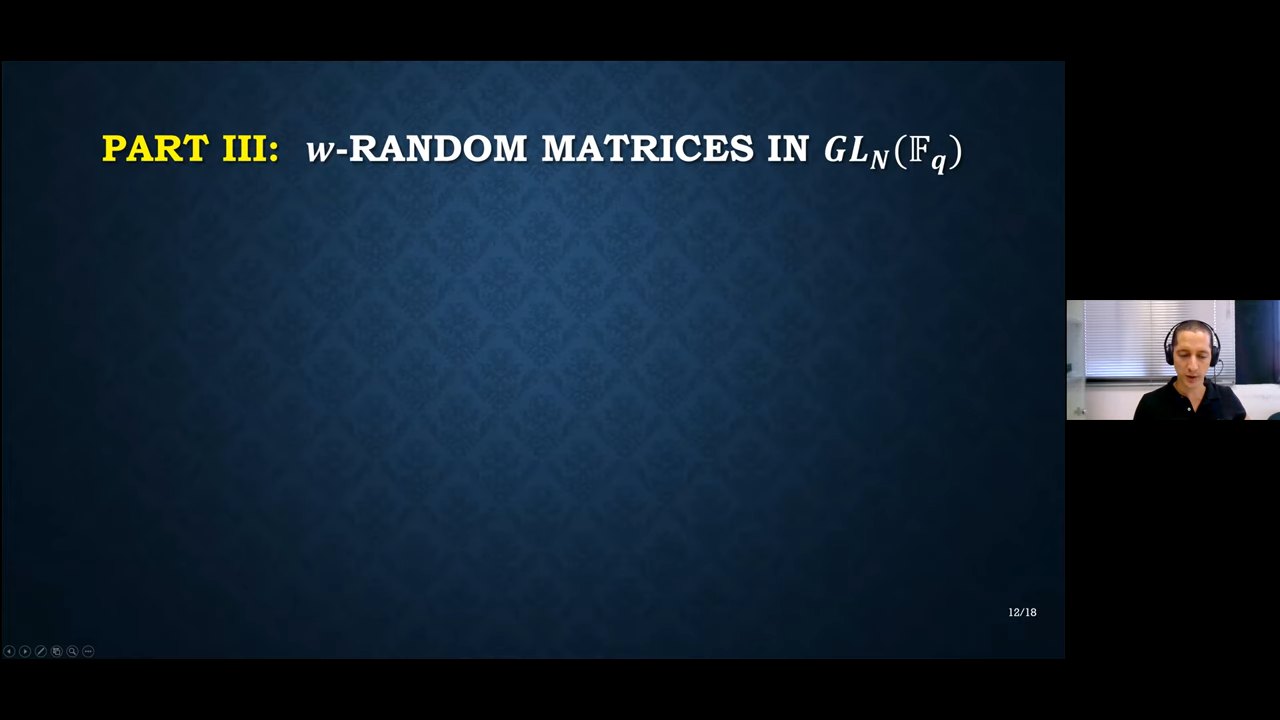 PART III: w-RANDOM MATRICES IN GL_N(𝔽_q)
12/18